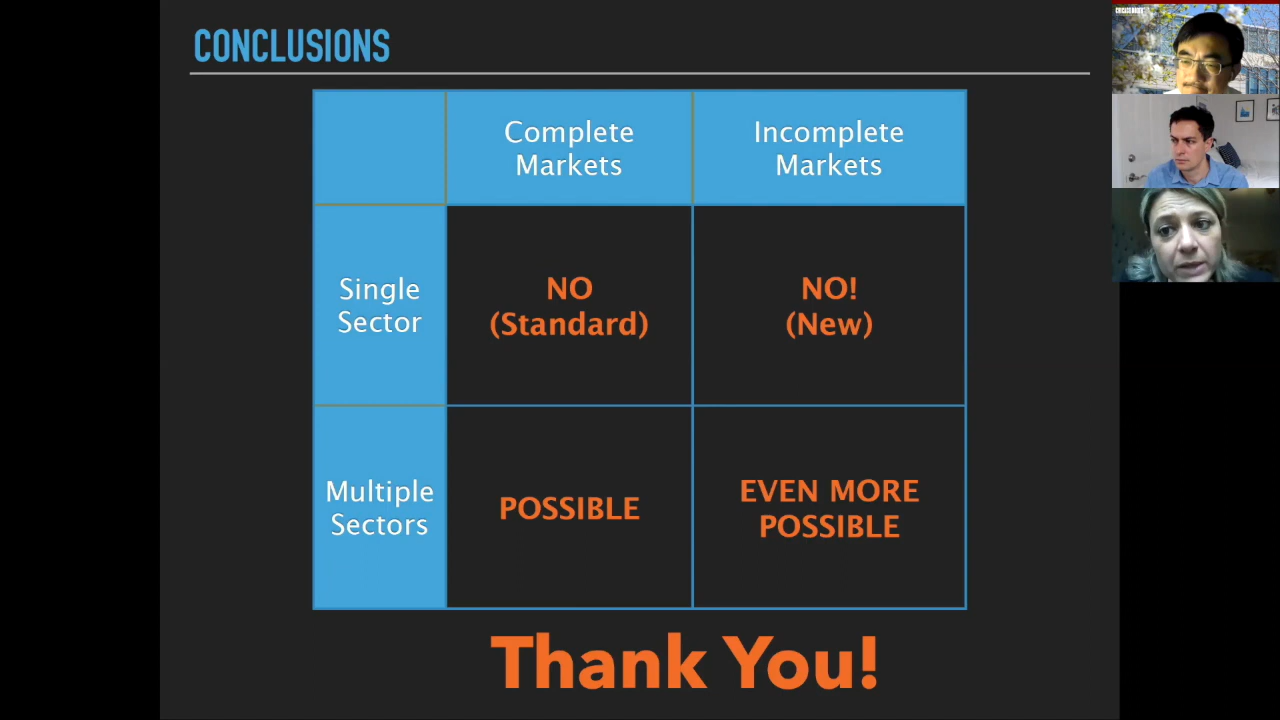 CONCLUSIONS
Complete
Markets
Incomplete
Markets
Single
Sector
NO
(Standard)
NO!
(New)
Multiple
Sectors
POSSIBLE
EVEN MORE
POSSIBLE
Thank You!